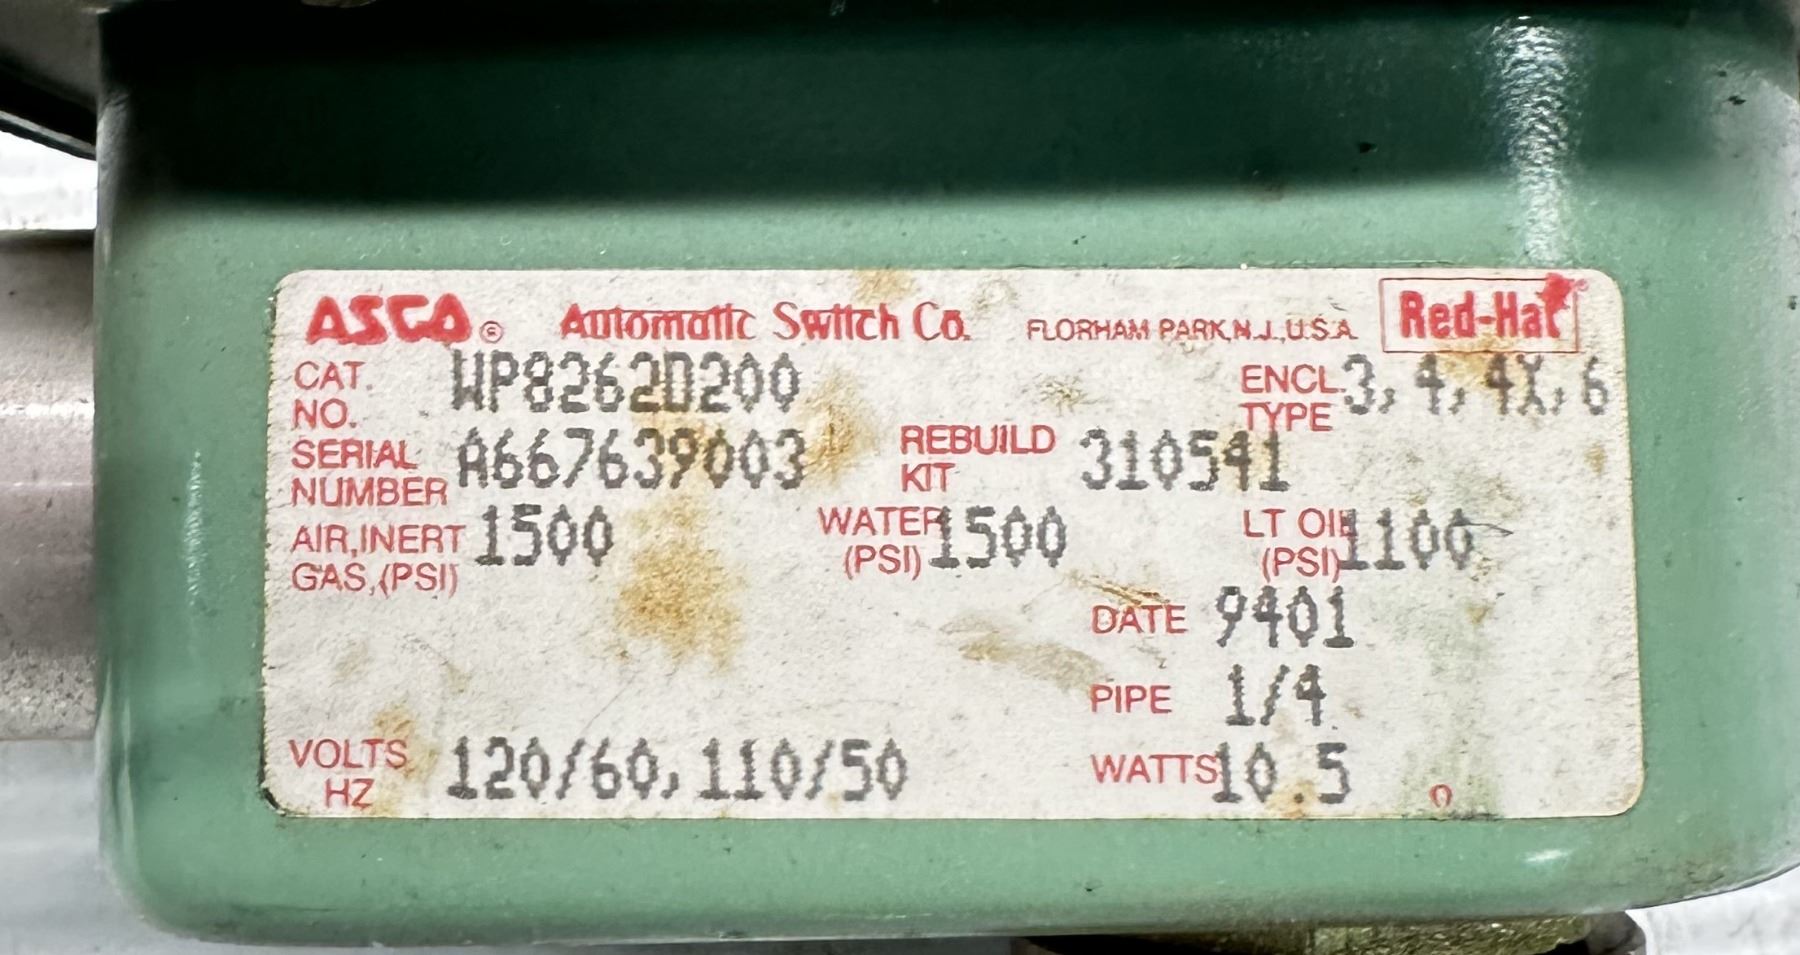 ASCO® Automatic Switch Co. FLORHAM PARK, N.J., U.S.A. Red-Hat
CAT. NO. WP8262D200 ENCL. TYPE 3, 4, 4X, 6
SERIAL NUMBER A667639003 REBUILD KIT 310541
AIR, INERT GAS, (PSI) 1500 WATER (PSI) 1500 LT OIL (PSI) 1100
DATE 9401
PIPE 1/4
VOLTS HZ 120/60, 110/50 WATTS 10.5 0